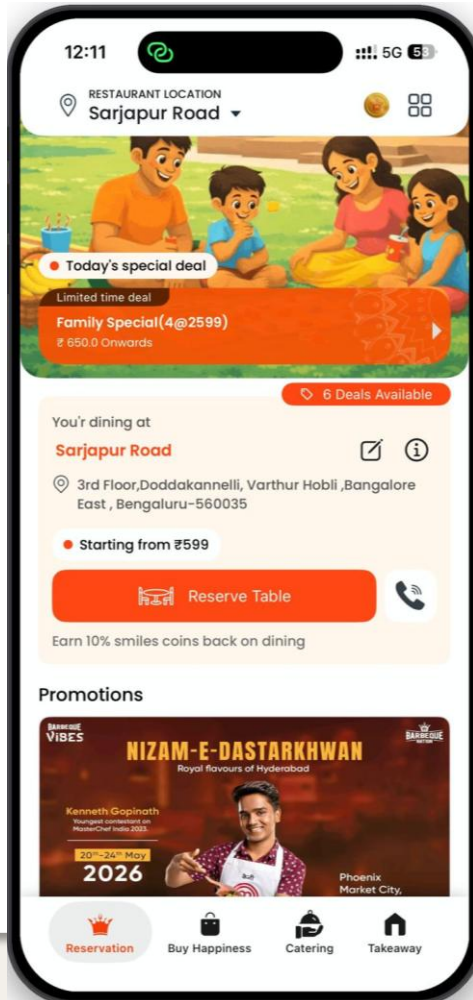 12:11
5G 53
RESTAURANT LOCATION
Sarjapur Road
Today's special deal
Limited time deal
Family Special(4@2599)
₹ 650.0 Onwards
6 Deals Available
You'r dining at
Sarjapur Road
3rd Floor,Doddakannelli, Varthur Hobli ,Bangalore
East , Bengaluru-560035
Starting from ₹599
Reserve Table
Earn 10% smiles coins back on dining
Promotions
BARBEQUE
VIBES
BARBEQUE
NATION
NIZAM-E-DASTARKHWAN
Royal flavours of Hyderabad
Kenneth Gopinath
Youngest contestant on
MasterChef India 2023.
20ᵗʰ-24ᵗʰ May
2026
Phoenix
Market City,
Reservation
Buy Happiness
Catering
Takeaway